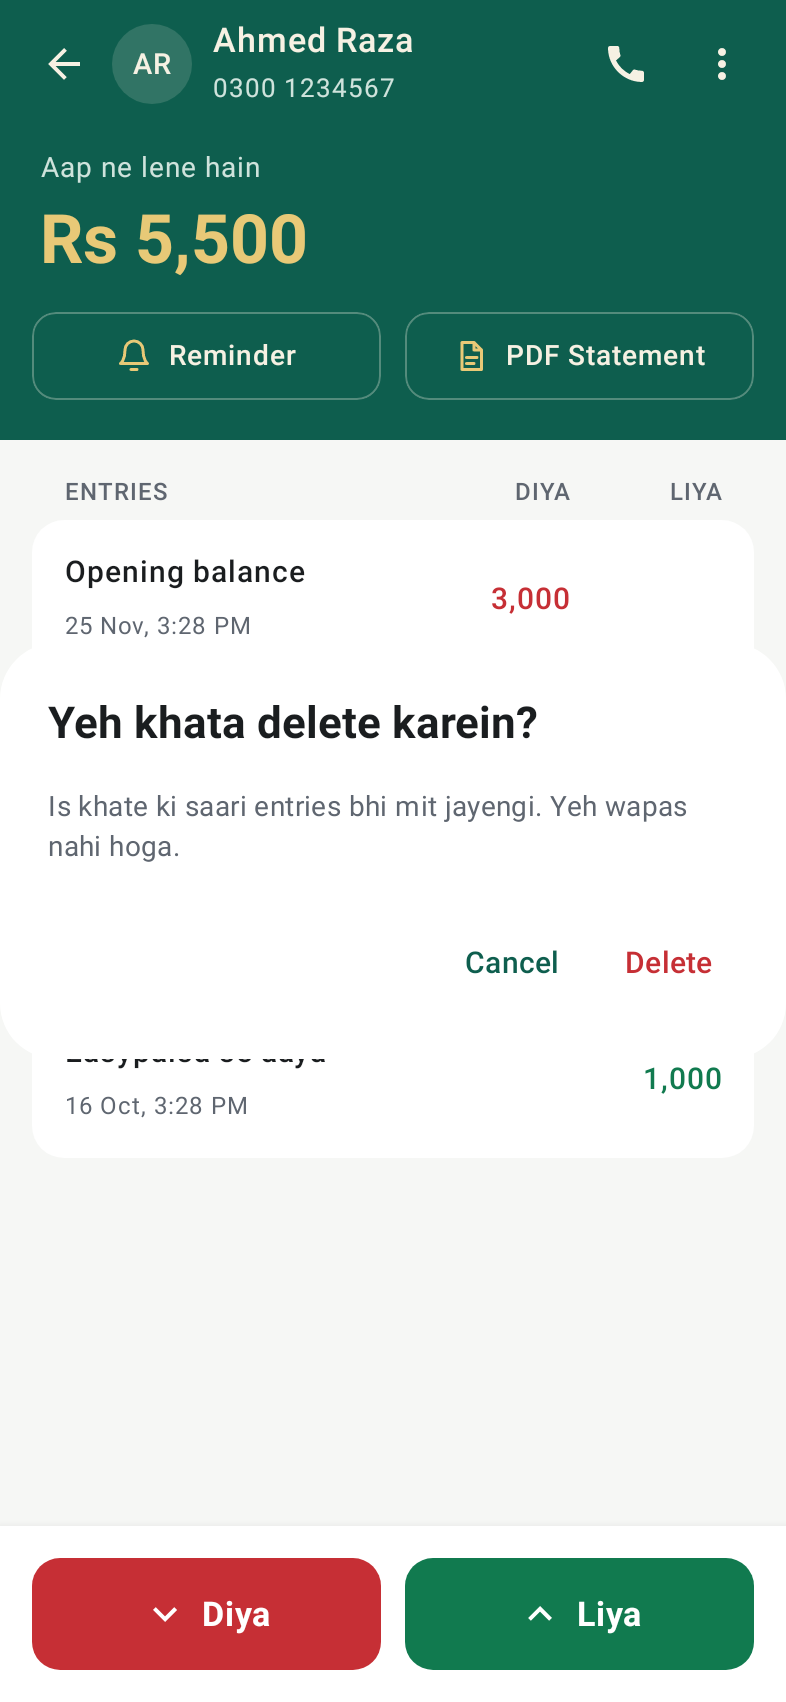 Ahmed Raza
AR
0300 1234567
Aap ne lene hain
Rs 5,500
Reminder
PDF Statement
ENTRIES DIYA LIYA
Opening balance
3,000
25 Nov, 3:28 PM
Yeh khata delete karein?
Is khate ki saari entries bhi mit jayengi. Yeh wapas
nahi hoga.
Cancel Delete
1,000
16 Oct, 3:28 PM
Diya
Liya